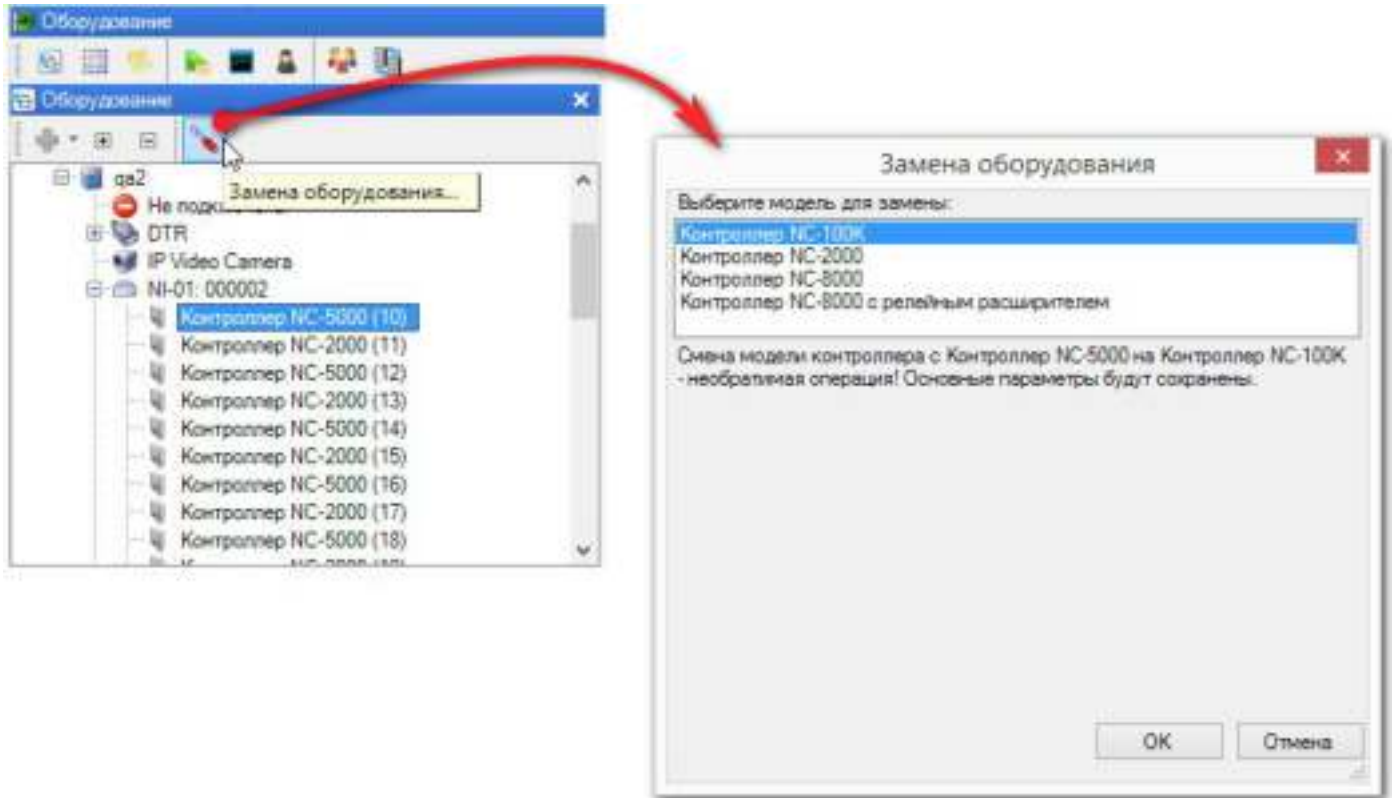 Оборудование
Оборудование
qa2
Замена оборудования...
Не
DTR
IP Video Camera
NI-01: 000002
Контроллер NC-5000 (10)
Контроллер NC-2000 (11)
Контроллер NC-5000 (12)
Контроллер NC-2000 (13)
Контроллер NC-5000 (14)
Контроллер NC-2000 (15)
Контроллер NC-5000 (16)
Контроллер NC-2000 (17)
Контроллер NC-5000 (18)
Замена оборудования
Выберите модель для замены:
Контроллер NC-100K
Контроллер NC-2000
Контроллер NC-8000
Контроллер NC-8000 с релейным расширителем
Смена модели контроллера с Контроллер NC-5000 на Контроллер NC-100K
- необратимая операция! Основные параметры будут сохранены.
OK
Отмена